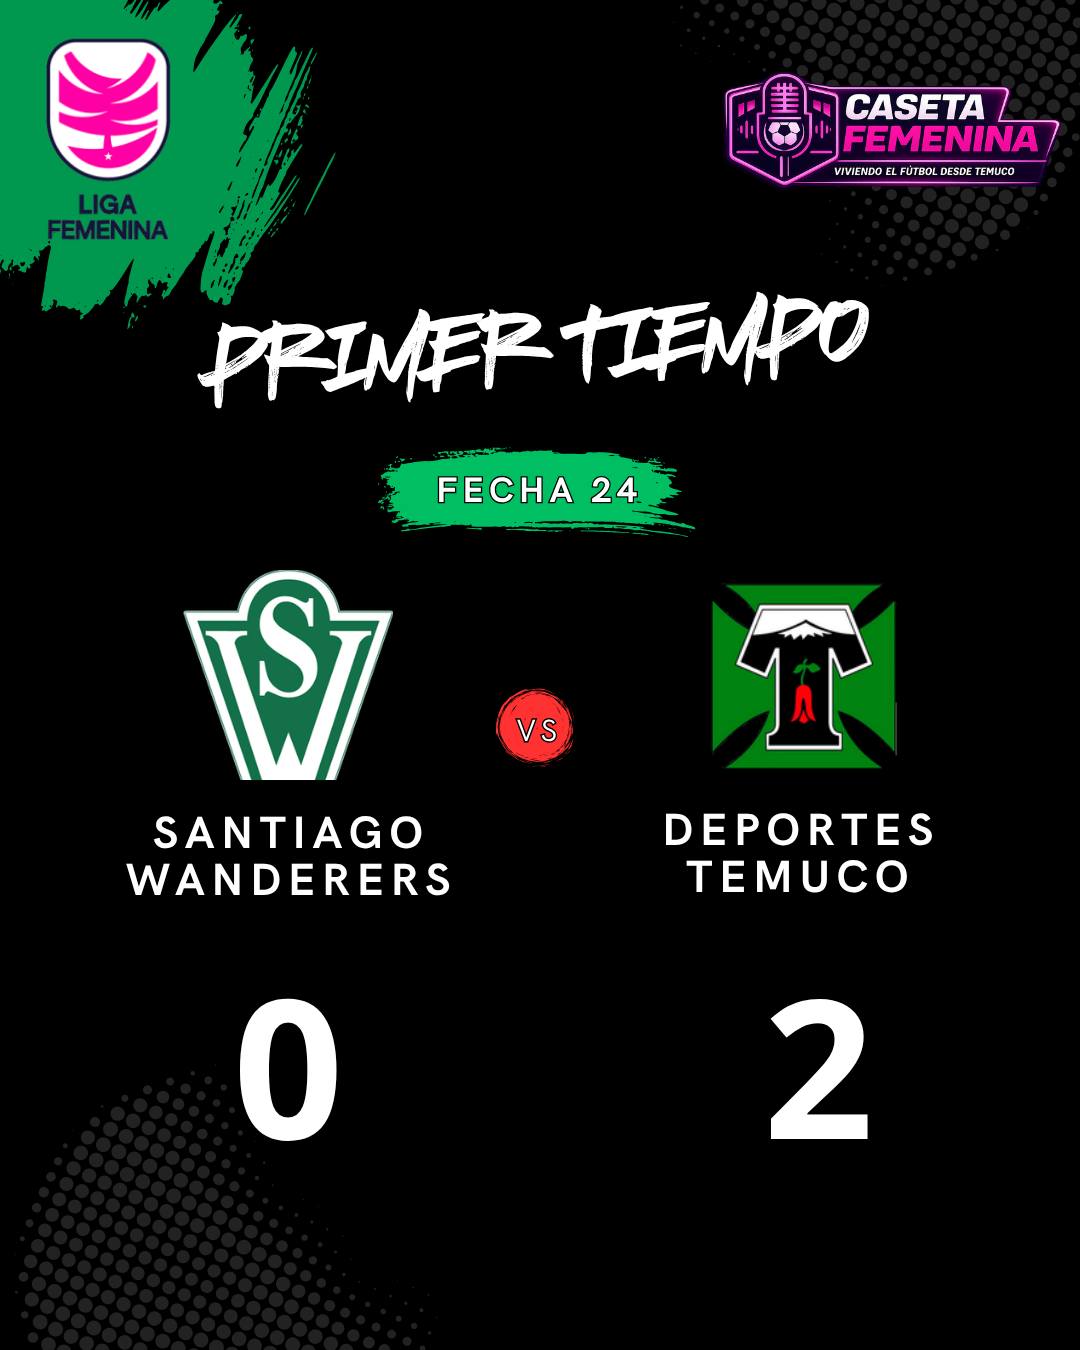 LIGA
FEMENINA
CASETA
FEMENINA
VIVIENDO EL FÚTBOL DESDE TEMUCO
PRIMER TIEMPO
FECHA 24
SW
T
VS
SANTIAGO
WANDERERS
DEPORTES
TEMUCO
0
2